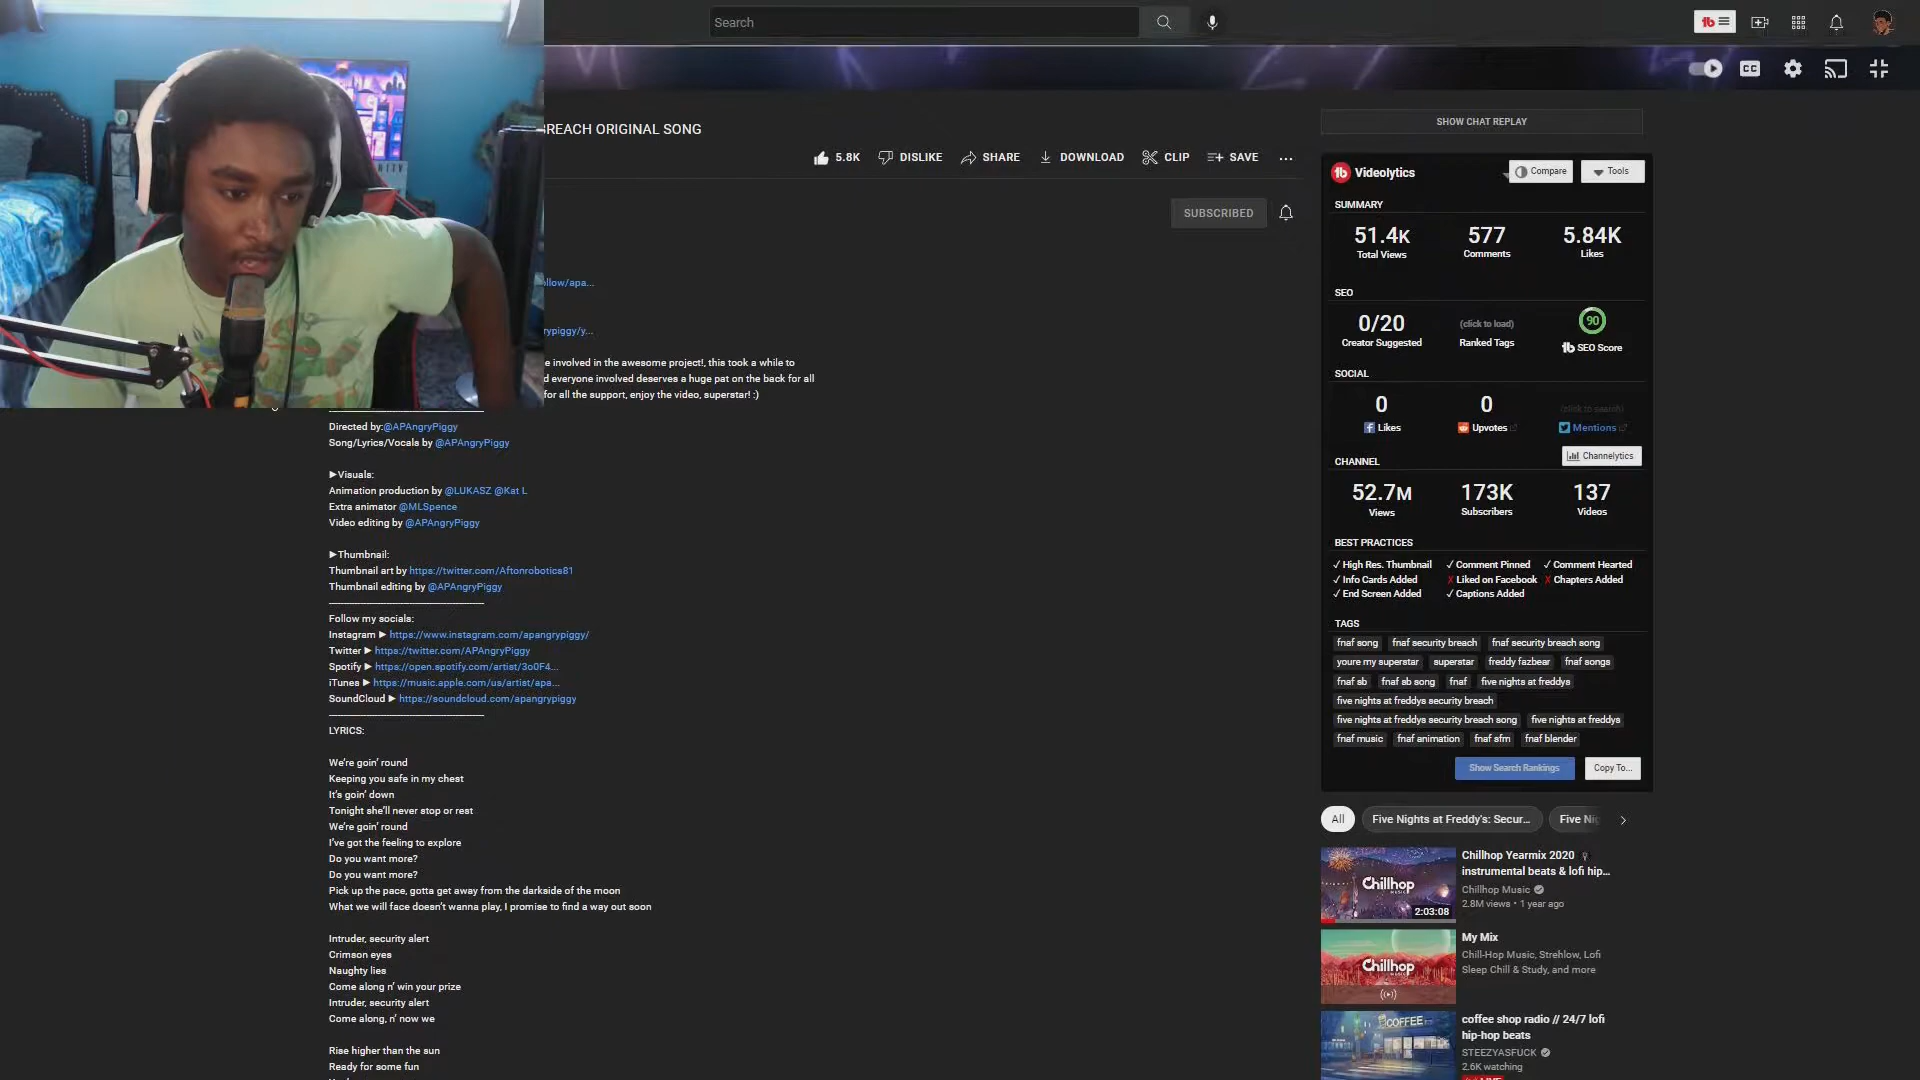 Search
BREACH ORIGINAL SONG
5.8K
DISLIKE
SHARE
DOWNLOAD
CLIP
SAVE
SUBSCRIBED
ollow/apa...
rypiggy/y...
e involved in the awesome project!, this took a while to
d everyone involved deserves a huge pat on the back for all
for all the support, enjoy the video, superstar! :)
Directed by:@APAngryPiggy
Song/Lyrics/Vocals by @APAngryPiggy
►Visuals:
Animation production by @LUKASZ @Kat L
Extra animator @MLSpence
Video editing by @APAngryPiggy
►Thumbnail:
Thumbnail art by https://twitter.com/Aftonrobotics81
Thumbnail editing by @APAngryPiggy
Follow my socials:
Instagram ► https://www.instagram.com/apangrypiggy/
Twitter ► https://twitter.com/APAngryPiggy
Spotify ► https://open.spotify.com/artist/3o0F4...
iTunes ► https://music.apple.com/us/artist/apa...
SoundCloud ► https://soundcloud.com/apangrypiggy
LYRICS:
We're goin' round
Keeping you safe in my chest
It's goin' down
Tonight she'll never stop or rest
We're goin' round
I've got the feeling to explore
Do you want more?
Do you want more?
Pick up the pace, gotta get away from the darkside of the moon
What we will face doesn't wanna play, I promise to find a way out soon
Intruder, security alert
Crimson eyes
Naughty lies
Come along n' win your prize
Intruder, security alert
Come along, n' now we
Rise higher than the sun
Ready for some fun
SHOW CHAT REPLAY
Videolytics
Compare
Tools
SUMMARY
51.4K 577 5.84K
Total Views Comments Likes
SEO
0/20 (click to load) 90
Creator Suggested Ranked Tags SEO Score
SOCIAL
0 0 (click to search)
Likes Upvotes Mentions
CHANNEL
Channelytics
52.7M 173K 137
Views Subscribers Videos
BEST PRACTICES
✓ High Res. Thumbnail ✓ Comment Pinned ✓ Comment Hearted
✓ Info Cards Added ✗ Liked on Facebook ✗ Chapters Added
✓ End Screen Added ✓ Captions Added
TAGS
fnaf song fnaf security breach fnaf security breach song
youre my superstar superstar freddy fazbear fnaf songs
fnaf sb fnaf sb song fnaf five nights at freddys
five nights at freddys security breach
five nights at freddys security breach song five nights at freddys
fnaf music fnaf animation fnaf sfm fnaf blender
Show Search Rankings
Copy To...
All
Five Nights at Freddy's: Secur...
Five Nig
Chillhop
MUSIC
2:03:08
Chillhop Yearmix 2020
instrumental beats & lofi hip...
Chillhop Music
2.8M views • 1 year ago
Chillhop
MUSIC
My Mix
Chill-Hop Music, Strehlow, Lofi
Sleep Chill & Study, and more
COFFEE
coffee shop radio // 24/7 lofi
hip-hop beats
STEEZYASFUCK
2.6K watching